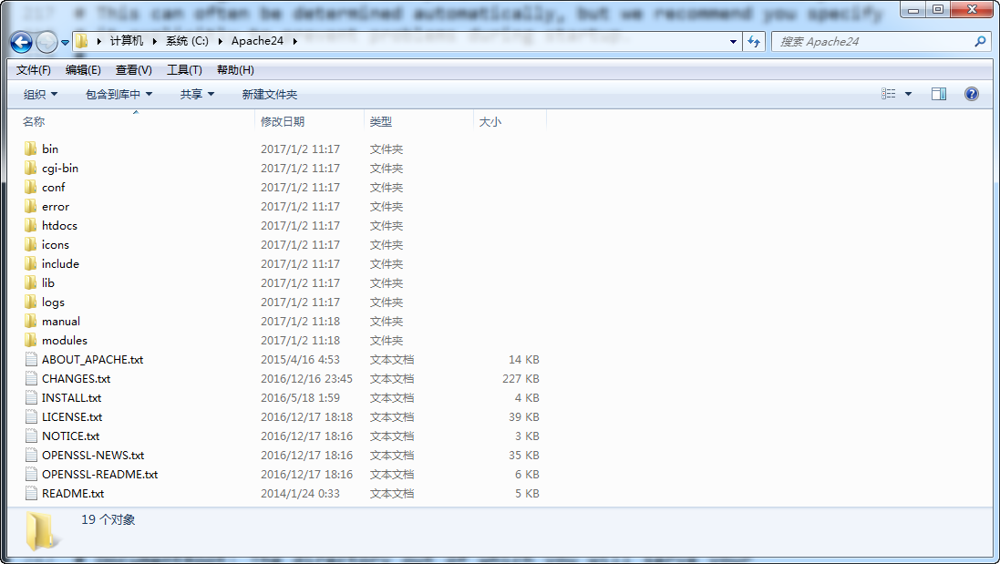 217 # This can often be determined automatically, but we recommend you specify
计算机 系统 (C:) Apache24 搜索 Apache24
文件(F) 编辑(E) 查看(V) 工具(T) 帮助(H)
组织 包含到库中 共享 新建文件夹
名称 修改日期 类型 大小
bin 2017/1/2 11:17 文件夹
cgi-bin 2017/1/2 11:17 文件夹
conf 2017/1/2 11:17 文件夹
error 2017/1/2 11:17 文件夹
htdocs 2017/1/2 11:17 文件夹
icons 2017/1/2 11:17 文件夹
include 2017/1/2 11:17 文件夹
lib 2017/1/2 11:17 文件夹
logs 2017/1/2 11:17 文件夹
manual 2017/1/2 11:18 文件夹
modules 2017/1/2 11:18 文件夹
ABOUT_APACHE.txt 2015/4/16 4:53 文本文档 14 KB
CHANGES.txt 2016/12/16 23:45 文本文档 227 KB
INSTALL.txt 2016/5/18 1:59 文本文档 4 KB
LICENSE.txt 2016/12/17 18:18 文本文档 39 KB
NOTICE.txt 2016/12/17 18:16 文本文档 3 KB
OPENSSL-NEWS.txt 2016/12/17 18:16 文本文档 35 KB
OPENSSL-README.txt 2016/12/17 18:16 文本文档 6 KB
README.txt 2014/1/24 0:33 文本文档 5 KB
19 个对象